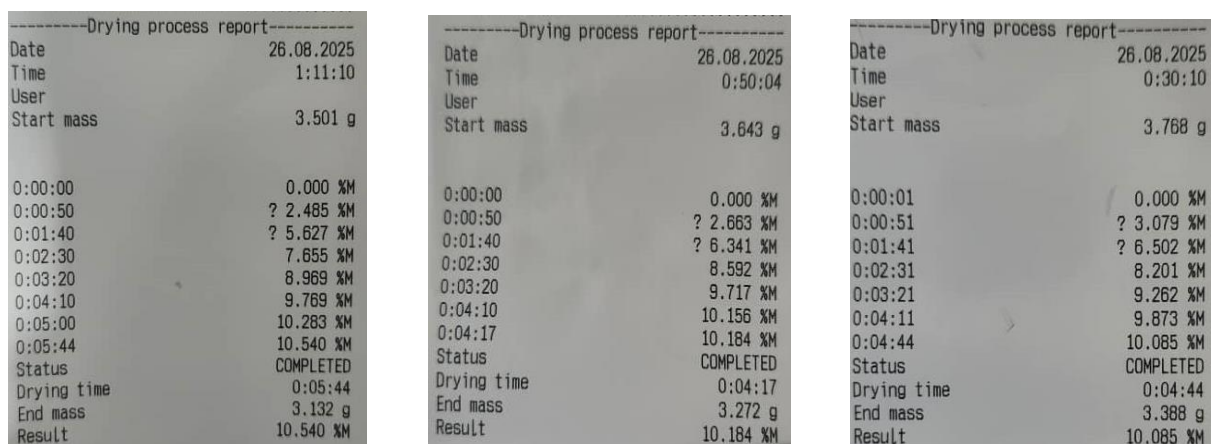 ---------Drying process report----------
Date 26.08.2025
Time 1:11:10
User
Start mass 3.501 g
0:00:00 0.000 %M
0:00:50 ? 2.485 %M
0:01:40 ? 5.627 %M
0:02:30 7.655 %M
0:03:20 8.969 %M
0:04:10 9.769 %M
0:05:00 10.283 %M
0:05:44 10.540 %M
Status COMPLETED
Drying time 0:05:44
End mass 3.132 g
Result 10.540 %M
---------Drying process report----------
Date 26.08.2025
Time 0:50:04
User
Start mass 3.643 g
0:00:00 0.000 %M
0:00:50 ? 2.663 %M
0:01:40 ? 6.341 %M
0:02:30 8.592 %M
0:03:20 9.717 %M
0:04:10 10.156 %M
0:04:17 10.184 %M
Status COMPLETED
Drying time 0:04:17
End mass 3.272 g
Result 10.184 %M
---------Drying process report----------
Date 26.08.2025
Time 0:30:10
User
Start mass 3.768 g
0:00:01 0.000 %M
0:00:51 ? 3.079 %M
0:01:41 ? 6.502 %M
0:02:31 8.201 %M
0:03:21 9.262 %M
0:04:11 9.873 %M
0:04:44 10.085 %M
Status COMPLETED
Drying time 0:04:44
End mass 3.388 g
Result 10.085 %M